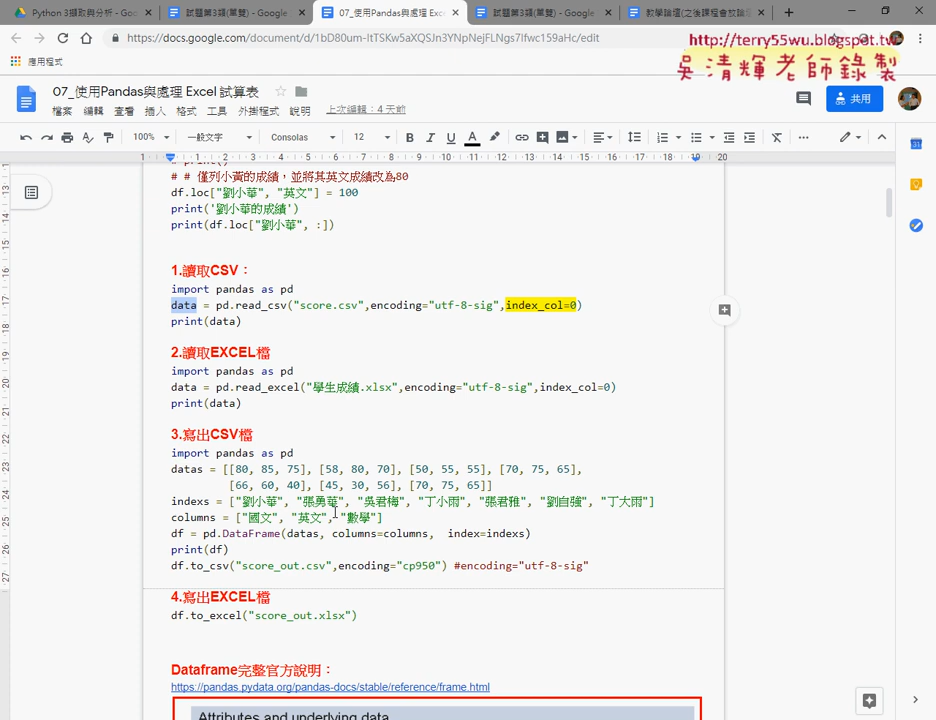 Python 3擷取與分析 - Goo
試題第3類(單雙) - Google
07_使用Pandas與處理 Exc
試題第3類(單雙) - Google
教學論壇(之後課程會放論
https://docs.google.com/document/d/1bD80um-ItTSKw5aXQSJn3YNpNejFLNgs7Ifwc159aHc/edit
http://terry55wu.blogspot.tw
吳清輝老師錄製
應用程式
07_使用Pandas與處理 Excel 試算表
檔案 編輯 查看 插入 格式 工具 外掛程式 說明 上次編輯：4 天前
共用
100% 一般文字 Consolas 12
# # 僅列小黃的成績，並將其英文成績改為80
df.loc["劉小華", "英文"] = 100
print('劉小華的成績')
print(df.loc["劉小華", :])
1.讀取CSV：
import pandas as pd
data = pd.read_csv("score.csv",encoding="utf-8-sig",index_col=0)
print(data)
2.讀取EXCEL檔
import pandas as pd
data = pd.read_excel("學生成績.xlsx",encoding="utf-8-sig",index_col=0)
print(data)
3.寫出CSV檔
import pandas as pd
datas = [[80, 85, 75], [58, 80, 70], [50, 55, 55], [70, 75, 65],
[66, 60, 40], [45, 30, 56], [70, 75, 65]]
indexs = ["劉小華", "張勇華", "吳君梅", "丁小雨", "張君雅", "劉自強", "丁大雨"]
columns = ["國文", "英文", "數學"]
df = pd.DataFrame(datas, columns=columns, index=indexs)
print(df)
df.to_csv("score_out.csv",encoding="cp950") #encoding="utf-8-sig"
4.寫出EXCEL檔
df.to_excel("score_out.xlsx")
Dataframe完整官方說明：
https://pandas.pydata.org/pandas-docs/stable/reference/frame.html
Attributes and underlying data